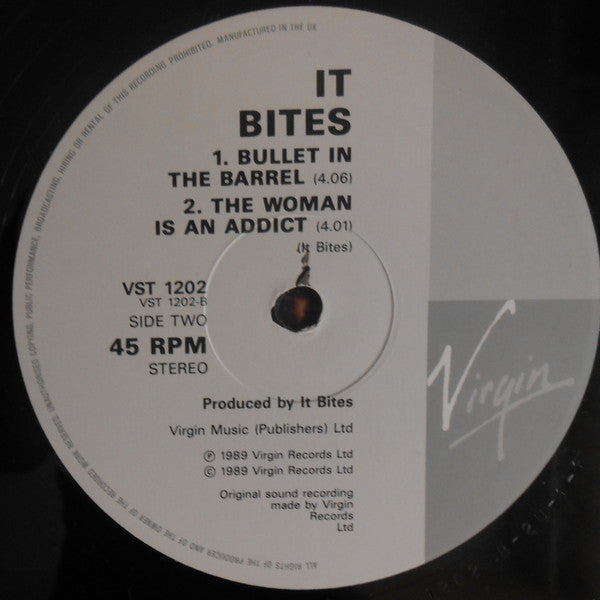 IT
BITES
1. BULLET IN
THE BARREL (4.06)
2. THE WOMAN
IS AN ADDICT (4.01)
(It Bites)
VST 1202
VST 1202-B
SIDE TWO
45 RPM
STEREO
Produced by It Bites
Virgin Music (Publishers) Ltd
℗ 1989 Virgin Records Ltd
© 1989 Virgin Records Ltd
Original sound recording
made by Virgin
Records
Ltd
Virgin
ALL RIGHTS OF THE PRODUCER AND OF THE OWNER OF THE RECORDED WORK RESERVED. UNAUTHORISED COPYING, PUBLIC PERFORMANCE, BROADCASTING, HIRING OR RENTAL OF THIS RECORDING PROHIBITED. MANUFACTURED IN THE UK